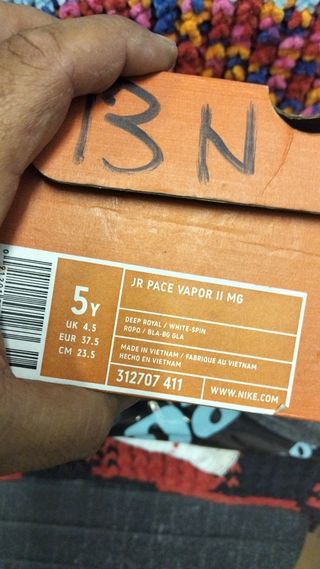 13 N
JR PACE VAPOR II MG
5Y
UK 4.5
EUR 37.5
CM 23.5
DEEP ROYAL / WHITE-SPIN
ROPO / BLA-BG GLA
MADE IN VIETNAM / FABRIQUE AU VIETNAM
HECHO EN VIETNAM
312707 411
WWW.NIKE.COM